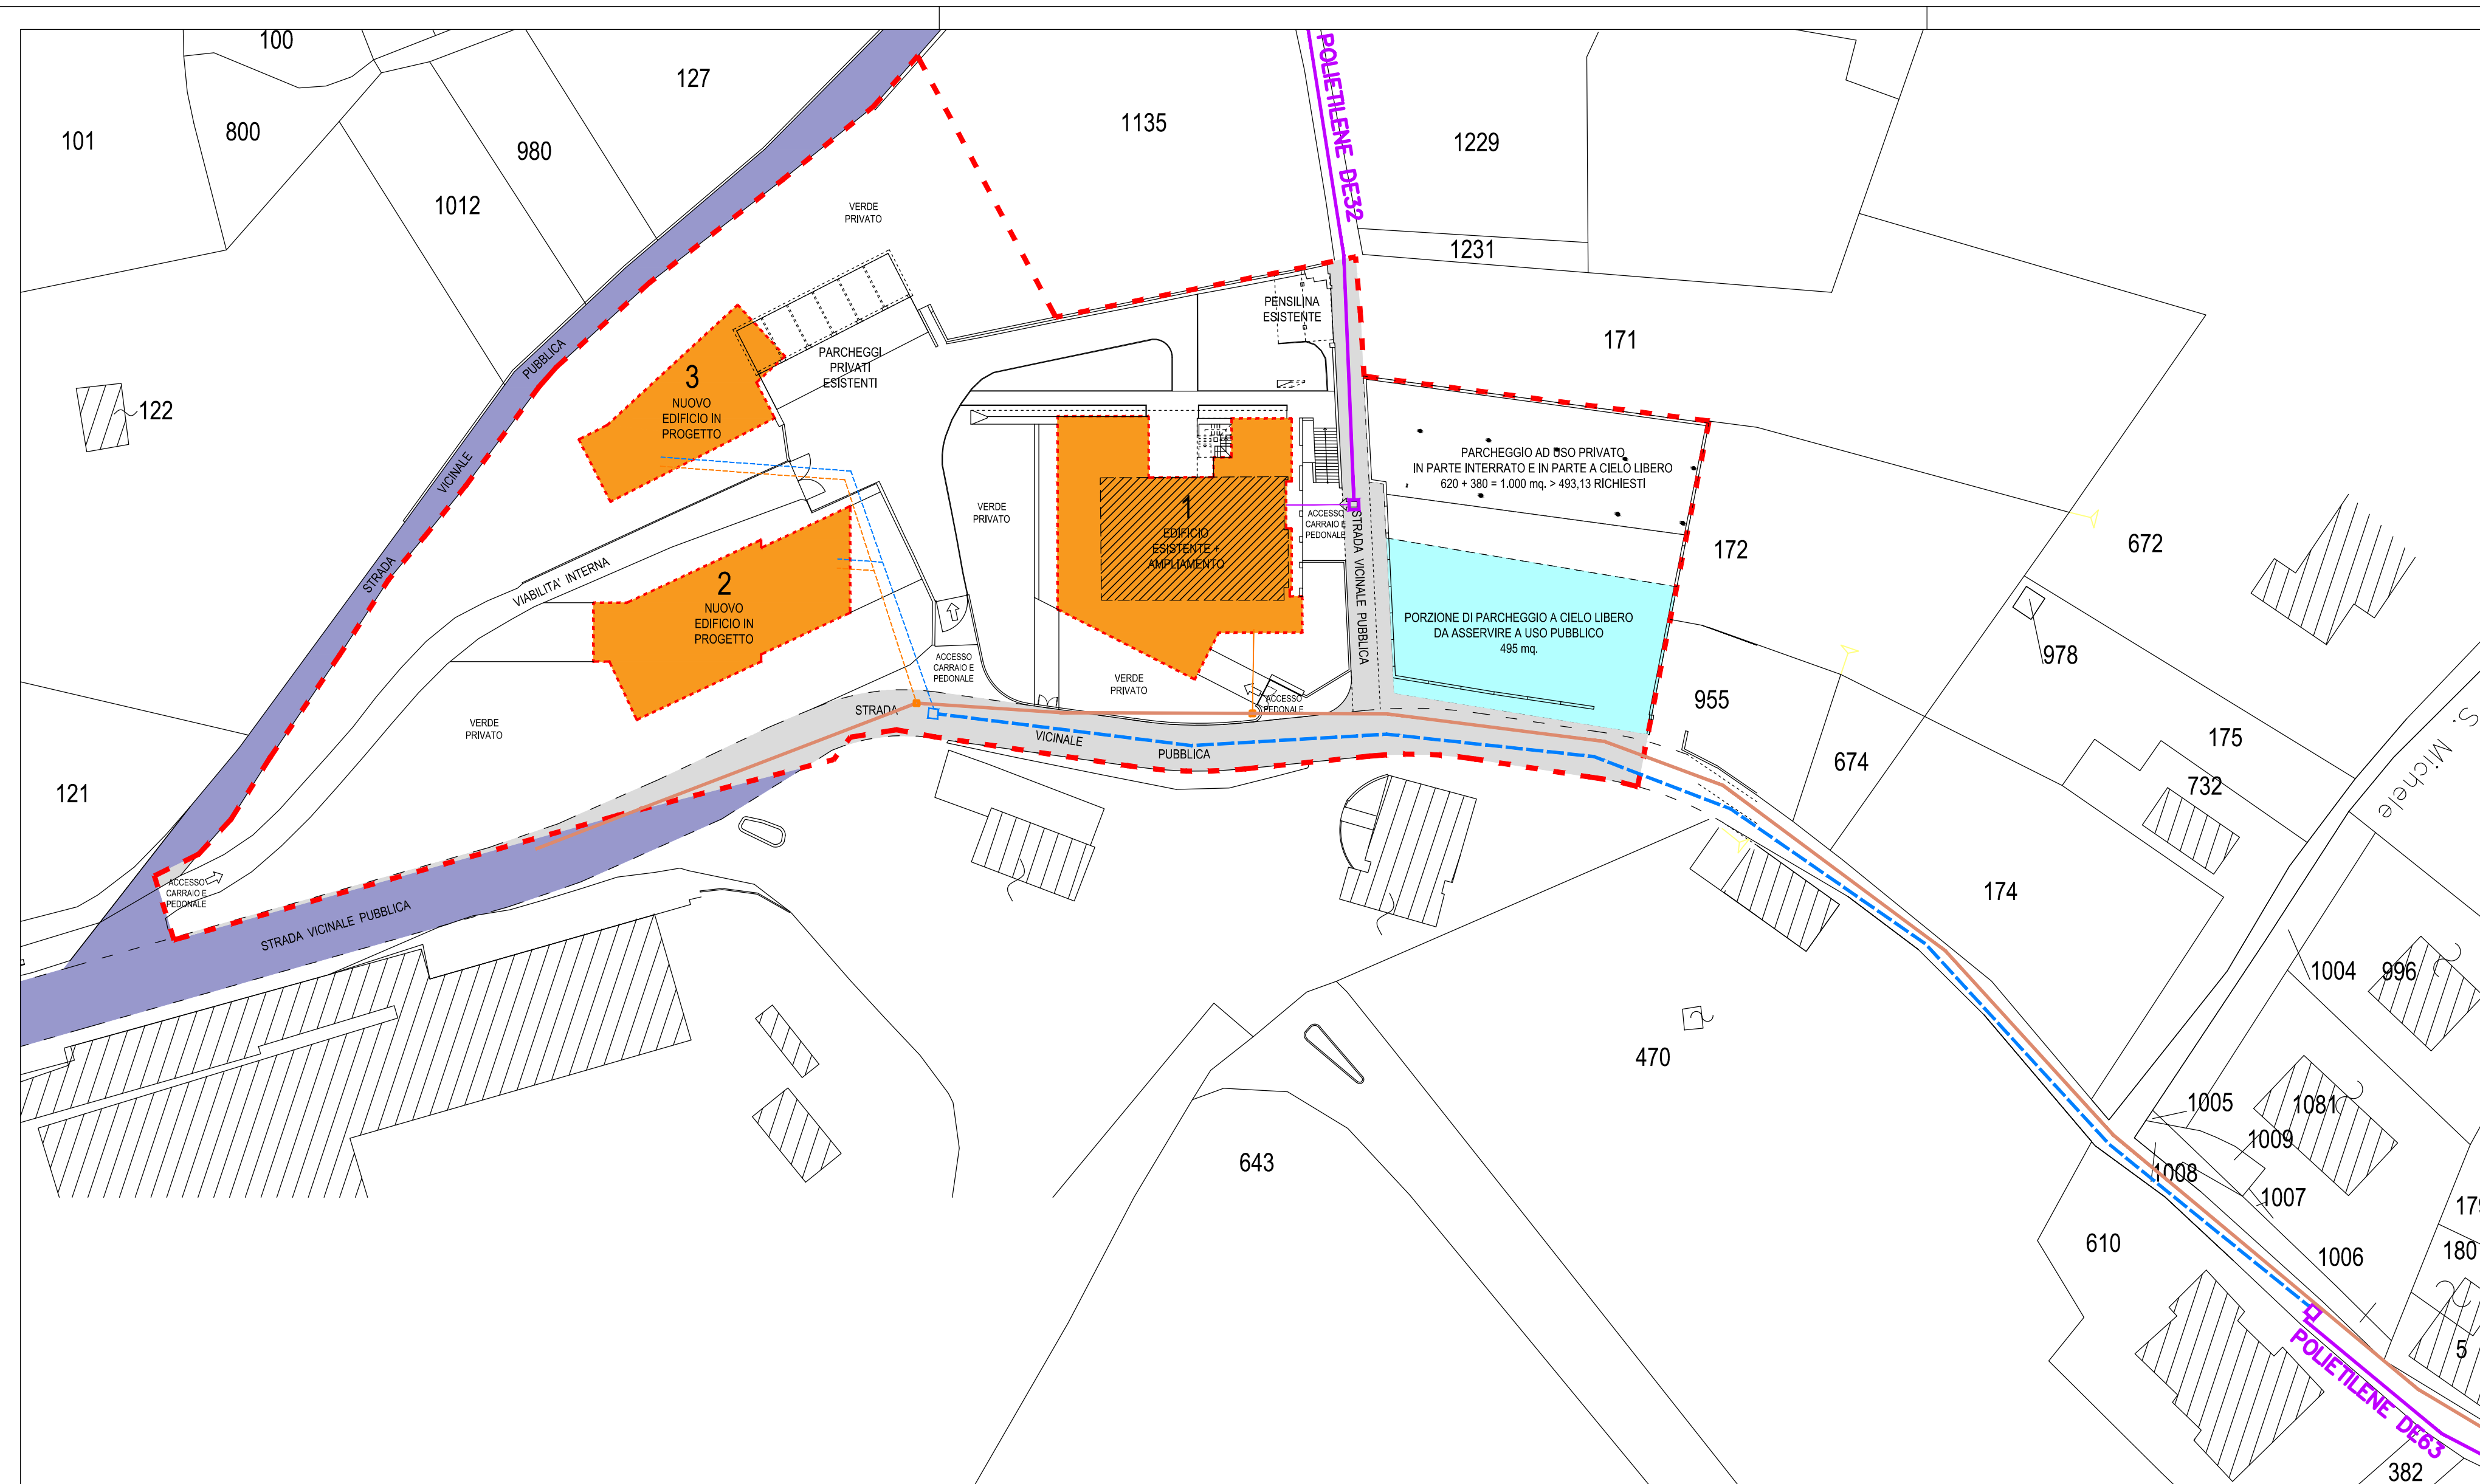 100
127
101
800
980
1012
1135
POLIETILENE DE32
1229
1231
VERDE
PRIVATO
PENSILINA
ESISTENTE
171
STRADA VICINALE PUBBLICA
122
3
NUOVO
EDIFICIO IN
PROGETTO
PARCHEGGI
PRIVATI
ESISTENTI
PARCHEGGIO AD USO PRIVATO
IN PARTE INTERRATO E IN PARTE A CIELO LIBERO
620 + 380 = 1.000 mq. > 493,13 RICHIESTI
VERDE
PRIVATO
1
EDIFICIO
ESISTENTE +
AMPLIAMENTO
ACCESSO
CARRAIO E
PEDONALE
STRADA VICINALE PUBBLICA
172
672
VIABILITA' INTERNA
2
NUOVO
EDIFICIO IN
PROGETTO
PORZIONE DI PARCHEGGIO A CIELO LIBERO
DA ASSERVIRE A USO PUBBLICO
495 mq.
978
ACCESSO
CARRAIO E
PEDONALE
VERDE
PRIVATO
ACCESSO
PEDONALE
955
VERDE
PRIVATO
STRADA VICINALE PUBBLICA
674
175
732
S. Michele
121
ACCESSO
CARRAIO E
PEDONALE
STRADA VICINALE PUBBLICA
174
1004
996
470
1005
1081
1009
1008
1007
643
179
610
1006
180
5
POLIETILENE DE63
382